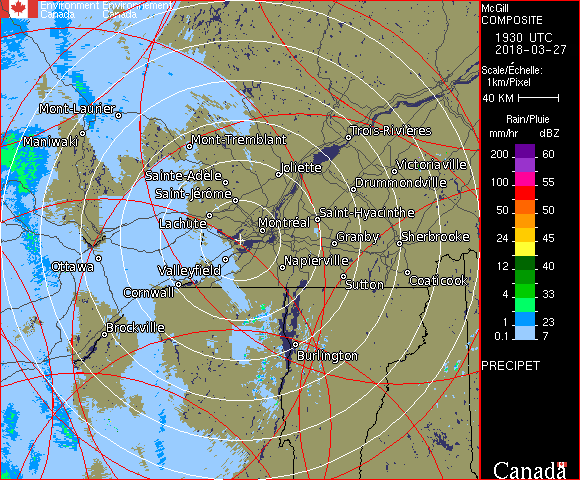 Environment Environnement
Canada Canada
Mont-Laurier
Maniwaki
Mont-Tremblant
Trois-Rivières
Joliette
Victoriaville
Sainte-Adèle
Drummondville
Saint-Jérôme
Lachute
Saint-Hyacinthe
Montréal
Granby
Sherbrooke
Ottawa
Napierville
Valleyfield
Sutton
Coaticook
Cornwall
Brockville
Burlington
McGill
COMPOSITE
1930 UTC
2018-03-27
Scale/Échelle:
1km/Pixel
40 KM
Rain/Pluie
mm/hr dBZ
200 60
55
100 55
50 50
24 45
12 40
4 33
1 23
0.1 7
PRECIPET
Canada